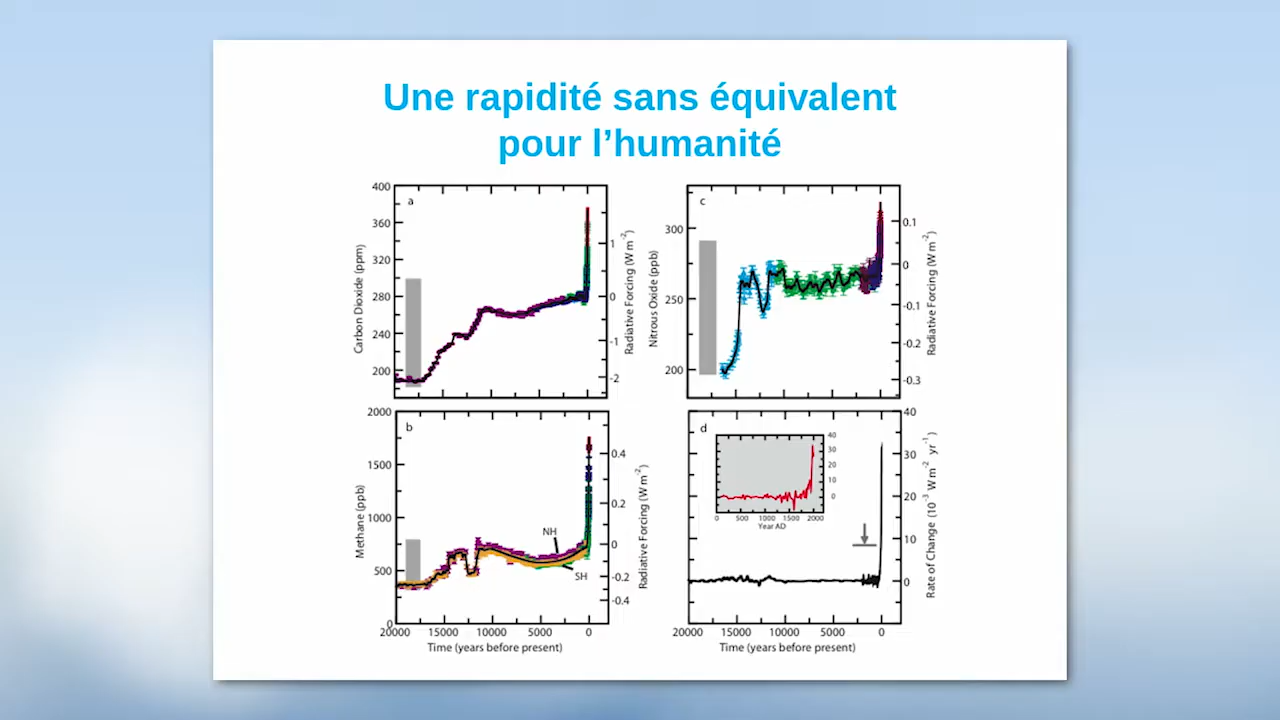 Une rapidité sans équivalent
pour l’humanité
a
400
360
320
280
240
200
Carbon Dioxide (ppm)
1
0
-1
-2
Radiative Forcing (W m-2)
c
300
250
200
Nitrous Oxide (ppb)
0.1
0
-0.1
-0.2
-0.3
Radiative Forcing (W m-2)
b
2000
1500
1000
500
0
Methane (ppb)
NH
SH
0.4
0.2
0
-0.2
-0.4
Radiative Forcing (W m-2)
20000 15000 10000 5000 0
Time (years before present)
d
40
30
20
10
0
0 500 1000 1500 2000
Year AD
40
30
20
10
0
Rate of Change (10-3 W m-2 yr-1)
20000 15000 10000 5000 0
Time (years before present)